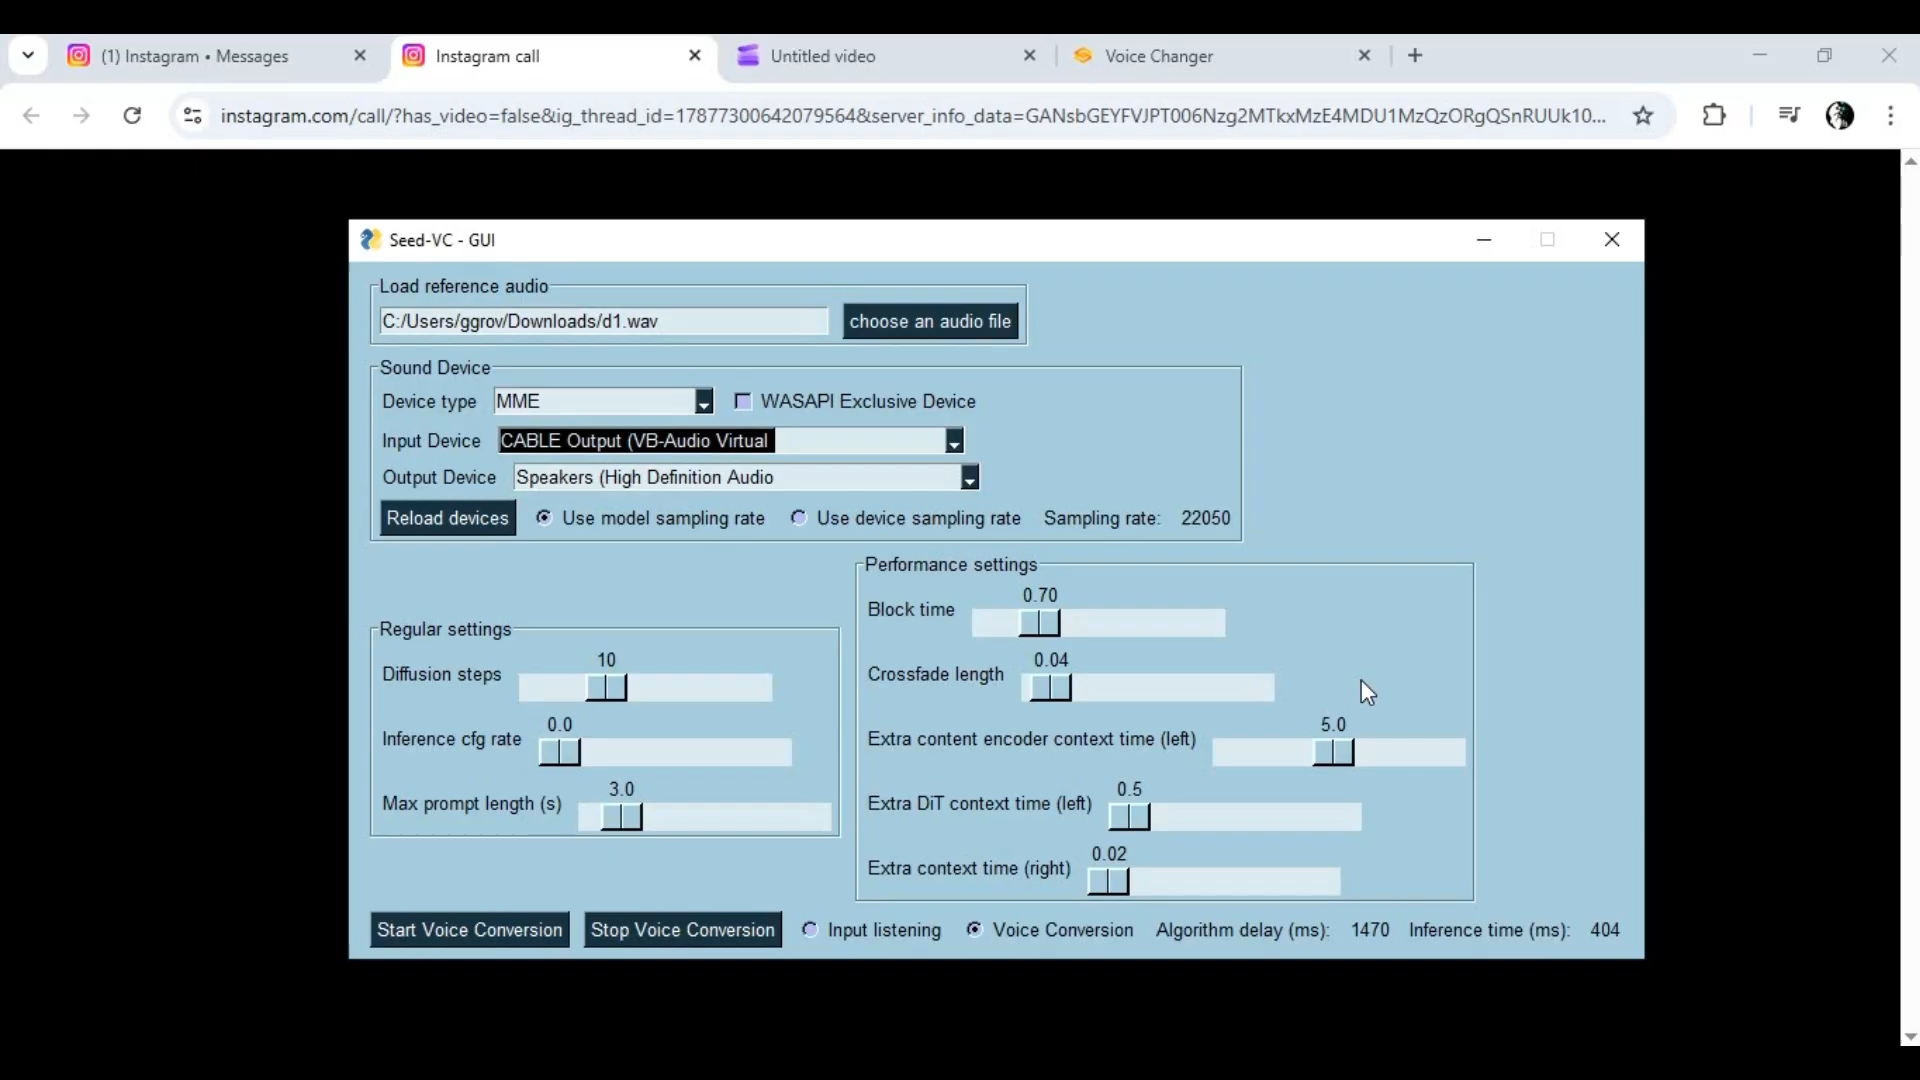 (1) Instagram • Messages
Instagram call
Untitled video
Voice Changer
instagram.com/call/?has_video=false&ig_thread_id=17877300642079564&server_info_data=GANsbGEYFVJPT006Nzg2MTkxMzE4MDU1MzQzORgQSnRUUk10...
Seed-VC - GUI
Load reference audio
C:/Users/ggrov/Downloads/d1.wav
choose an audio file
Sound Device
Device type MME WASAPI Exclusive Device
Input Device CABLE Output (VB-Audio Virtual
Output Device Speakers (High Definition Audio
Reload devices Use model sampling rate Use device sampling rate Sampling rate: 22050
Regular settings
Diffusion steps 10
Inference cfg rate 0.0
Max prompt length (s) 3.0
Performance settings
Block time 0.70
Crossfade length 0.04
Extra content encoder context time (left) 5.0
Extra DiT context time (left) 0.5
Extra context time (right) 0.02
Start Voice Conversion Stop Voice Conversion Input listening Voice Conversion Algorithm delay (ms): 1470 Inference time (ms): 404